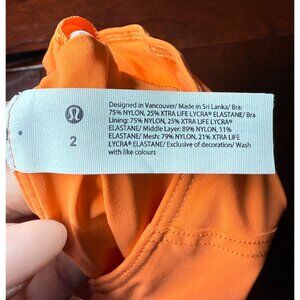 Designed in Vancouver/ Made in Sri Lanka/ Bra:
75% NYLON, 25% XTRA LIFE LYCRA® ELASTANE/ Bra
Lining: 75% NYLON, 25% XTRA LIFE LYCRA®
ELASTANE/ Middle Layer: 89% NYLON, 11%
ELASTANE/ Mesh: 79% NYLON, 21% XTRA LIFE
LYCRA® ELASTANE/ Exclusive of decoration/ Wash
with like colours
2